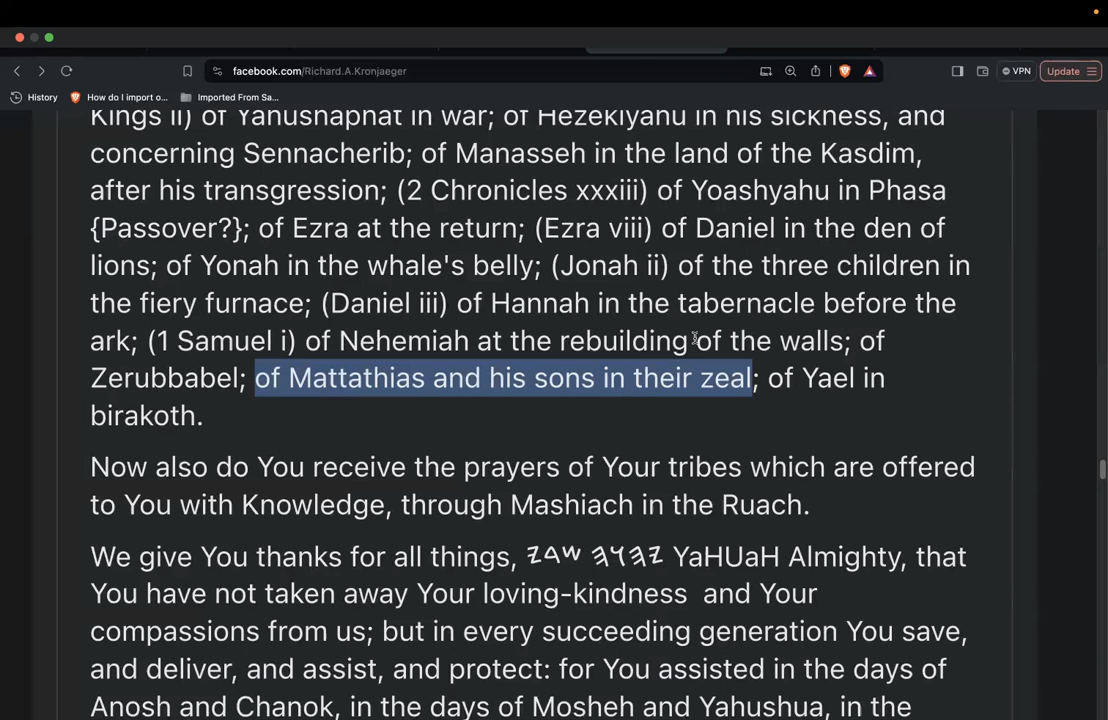 facebook.com/Richard.A.Kronjaeger
VPN
Update
History
How do I import o...
Imported From Sa...
Kings ii) of Yahushaphat in war; of Hezekiyahu in his sickness, and
concerning Sennacherib; of Manasseh in the land of the Kasdim,
after his transgression; (2 Chronicles xxxiii) of Yoashyahu in Phasa
{Passover?}; of Ezra at the return; (Ezra viii) of Daniel in the den of
lions; of Yonah in the whale's belly; (Jonah ii) of the three children in
the fiery furnace; (Daniel iii) of Hannah in the tabernacle before the
ark; (1 Samuel i) of Nehemiah at the rebuilding of the walls; of
Zerubbabel; of Mattathias and his sons in their zeal; of Yael in
birakoth.
Now also do You receive the prayers of Your tribes which are offered
to You with Knowledge, through Mashiach in the Ruach.
We give You thanks for all things, YaHUaH Almighty, that
You have not taken away Your loving-kindness and Your
compassions from us; but in every succeeding generation You save,
and deliver, and assist, and protect: for You assisted in the days of
Anosh and Chanok, in the days of Mosheh and Yahushua, in the